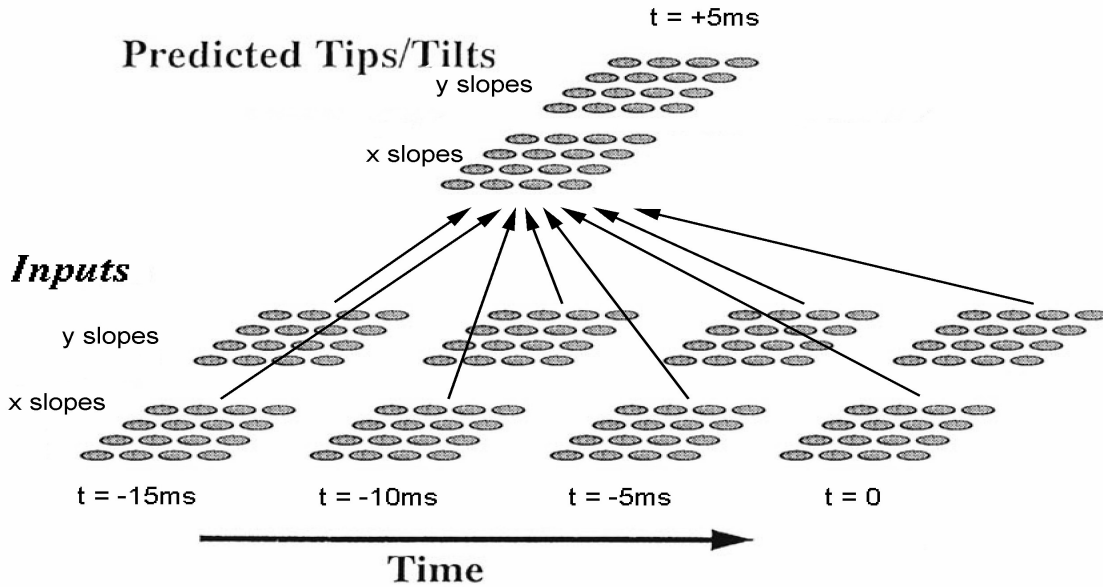 t = +5ms
Predicted Tips/Tilts
y slopes
x slopes
Inputs
y slopes
x slopes
t = -15ms
t = -10ms
t = -5ms
t = 0
Time